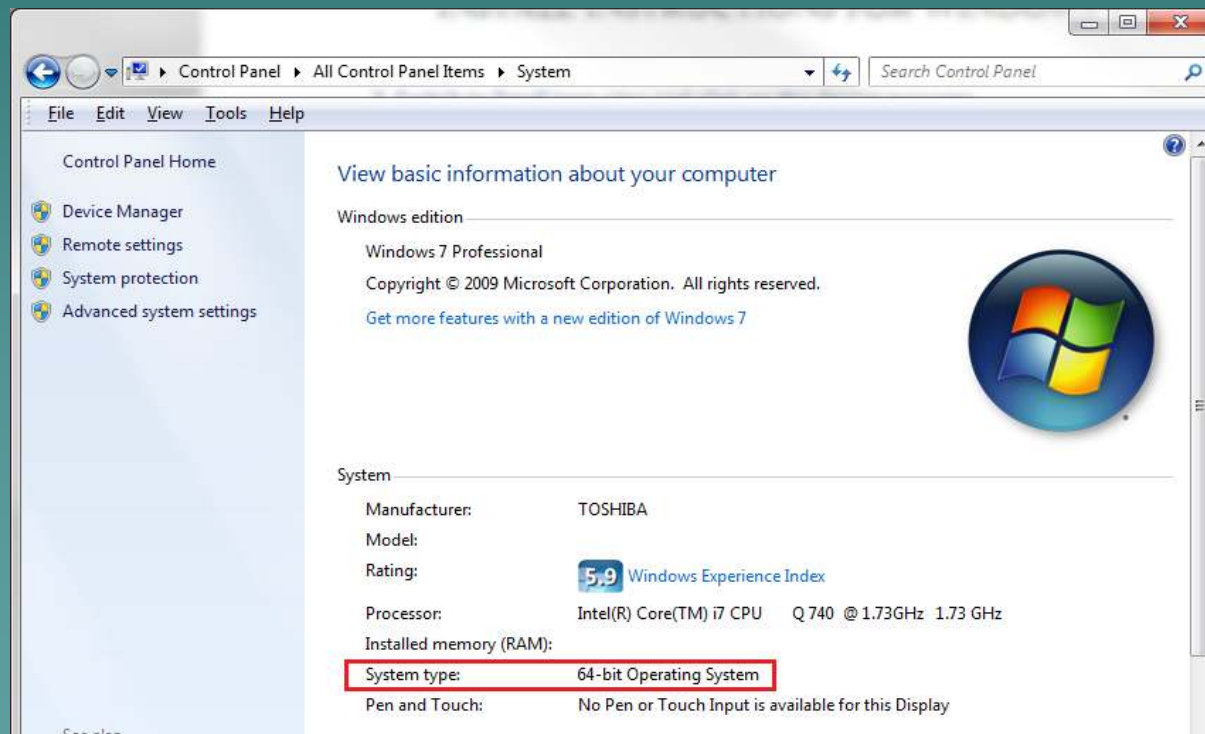 Control Panel ▸ All Control Panel Items ▸ System
Search Control Panel
File Edit View Tools Help
Control Panel Home
Device Manager
Remote settings
System protection
Advanced system settings
View basic information about your computer
Windows edition
Windows 7 Professional
Copyright © 2009 Microsoft Corporation. All rights reserved.
Get more features with a new edition of Windows 7
System
Manufacturer: TOSHIBA
Model:
Rating: 5.9 Windows Experience Index
Processor: Intel(R) Core(TM) i7 CPU Q 740 @ 1.73GHz 1.73 GHz
Installed memory (RAM):
System type: 64-bit Operating System
Pen and Touch: No Pen or Touch Input is available for this Display